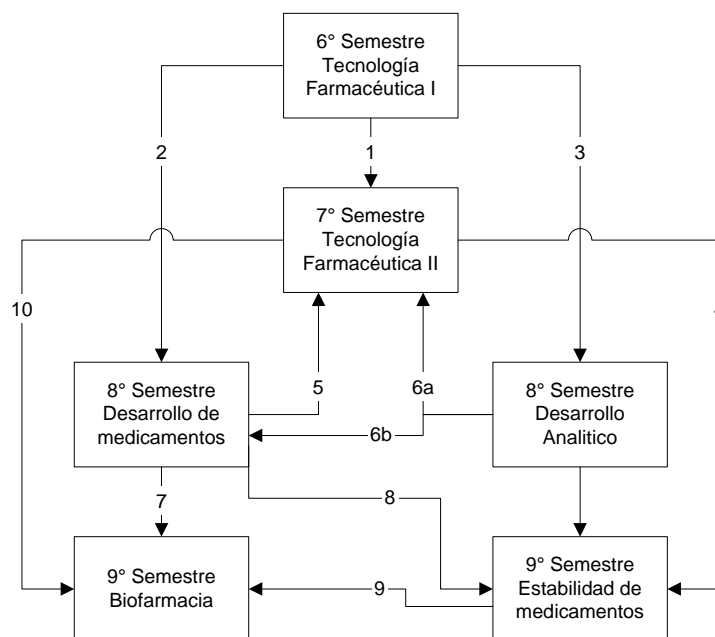 6° Semestre
Tecnología
Farmacéutica I
2
1
3
7° Semestre
Tecnología
Farmacéutica II
10
8° Semestre
Desarrollo de
medicamentos
5
6a
6b
8° Semestre
Desarrollo
Analitico
7
8
9° Semestre
Biofarmacia
9
9° Semestre
Estabilidad de
medicamentos